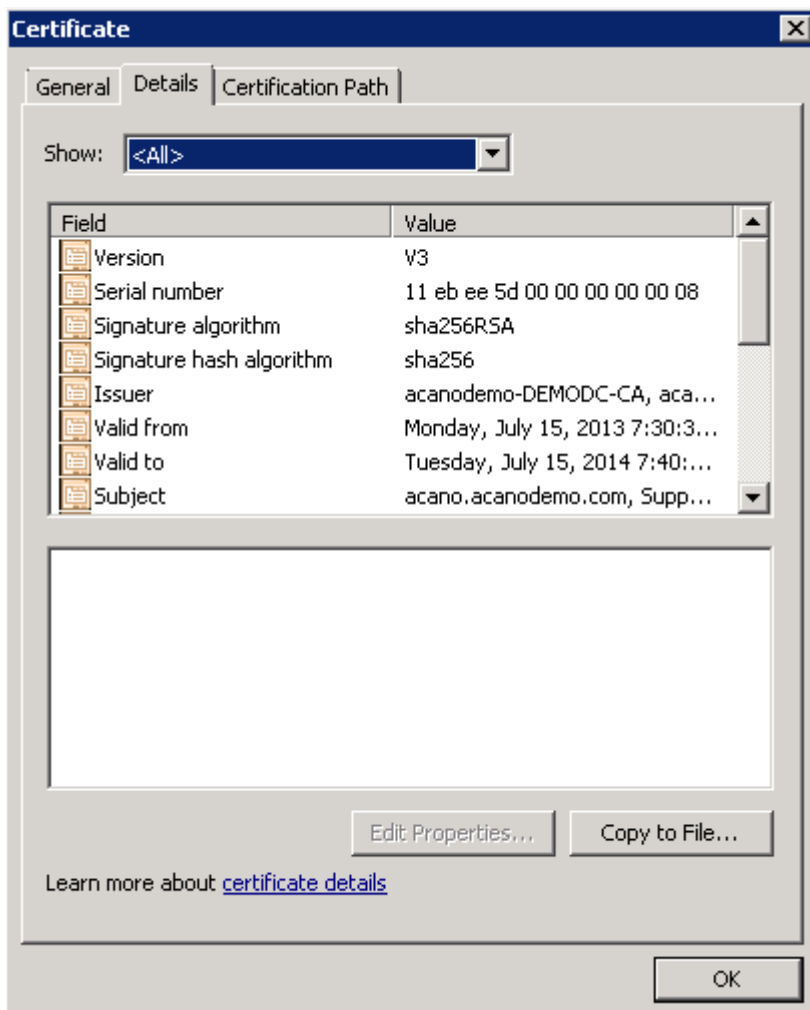 Certificate
General Details Certification Path
Show: <All>
Field Value
Version V3
Serial number 11 eb ee 5d 00 00 00 00 00 08
Signature algorithm sha256RSA
Signature hash algorithm sha256
Issuer acanodemo-DEMODC-CA, aca...
Valid from Monday, July 15, 2013 7:30:3...
Valid to Tuesday, July 15, 2014 7:40:...
Subject acano.acanodemo.com, Supp...
Edit Properties... Copy to File...
Learn more about certificate details
OK